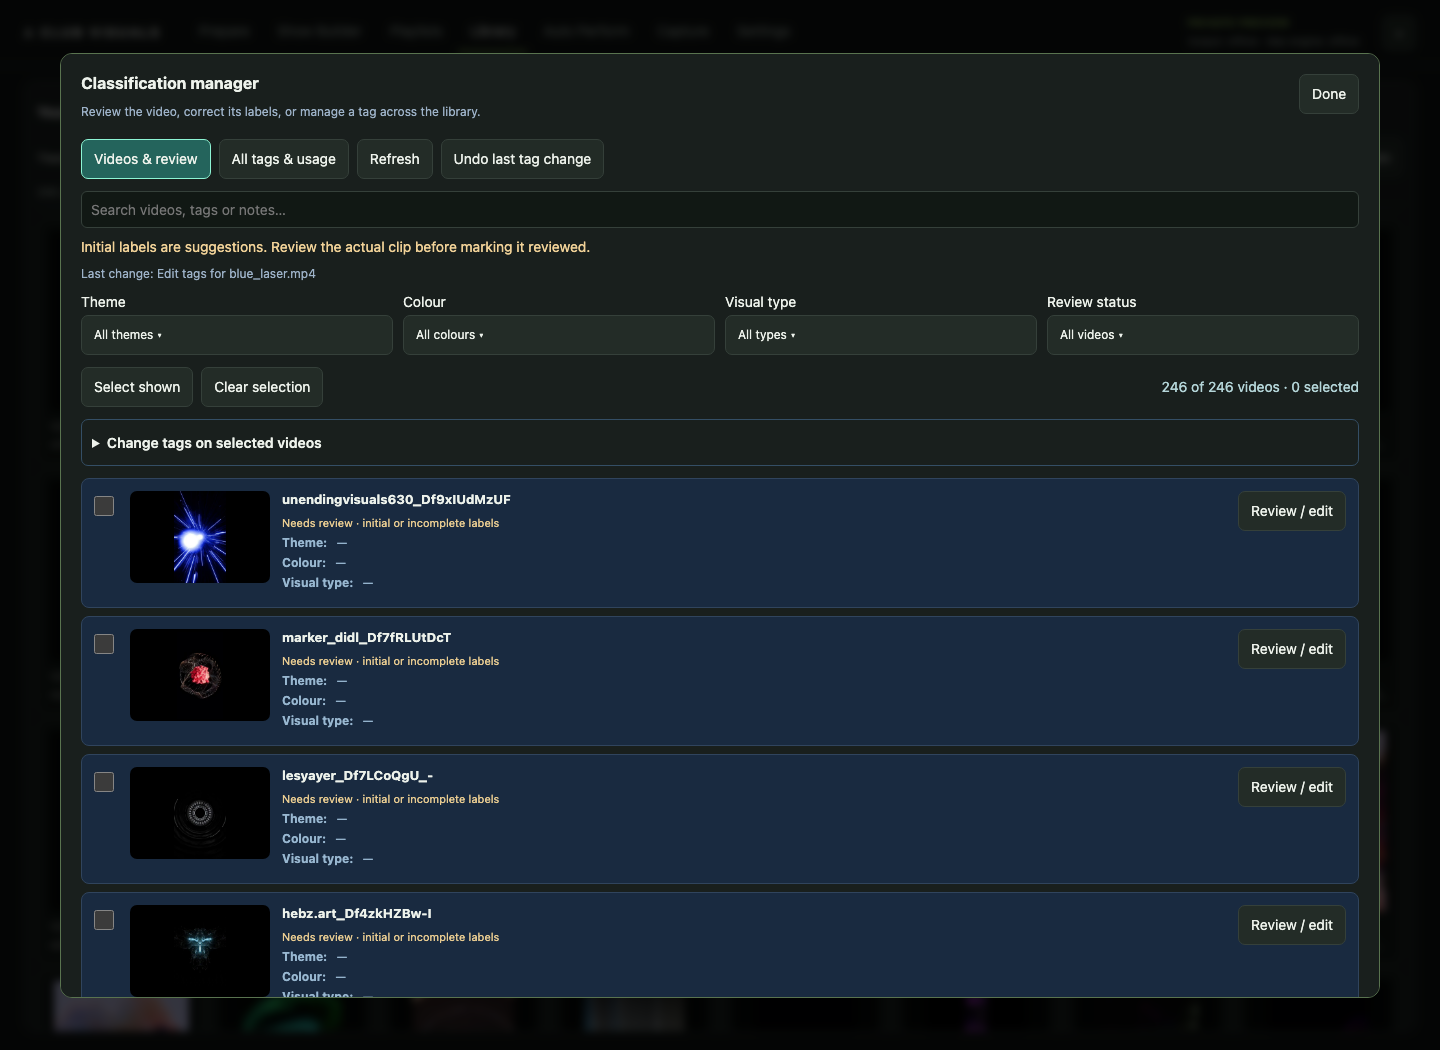 Classification manager
Done
Review the video, correct its labels, or manage a tag across the library.
Videos & review
All tags & usage
Refresh
Undo last tag change
Search videos, tags or notes...
Initial labels are suggestions. Review the actual clip before marking it reviewed.
Last change: Edit tags for blue_laser.mp4
Theme
Colour
Visual type
Review status
All themes ▾
All colours ▾
All types ▾
All videos ▾
Select shown
Clear selection
246 of 246 videos · 0 selected
▶ Change tags on selected videos
unendingvisuals630_Df9xIUdMzUF
Review / edit
Needs review · initial or incomplete labels
Theme: —
Colour: —
Visual type: —
marker_didl_Df7fRLUtDcT
Review / edit
Needs review · initial or incomplete labels
Theme: —
Colour: —
Visual type: —
lesyayer_Df7LCoQgU_-
Review / edit
Needs review · initial or incomplete labels
Theme: —
Colour: —
Visual type: —
hebz.art_Df4zkHZBw-I
Review / edit
Needs review · initial or incomplete labels
Theme: —
Colour: —
Visual type: —